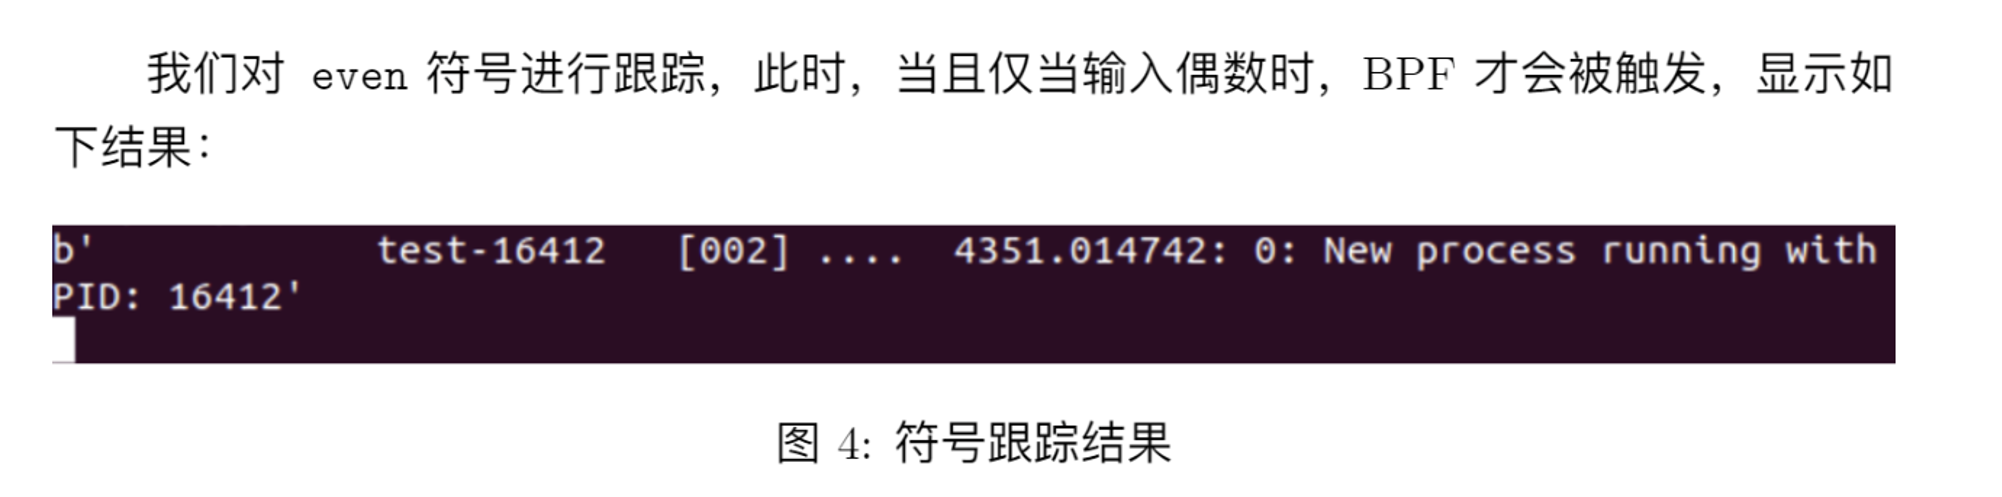 我们对 even 符号进行跟踪，此时，当且仅当输入偶数时，BPF 才会被触发，显示如
下结果：
b'               test-16412   [002] ....  4351.014742: 0: New process running with
PID: 16412'
图 4: 符号跟踪结果